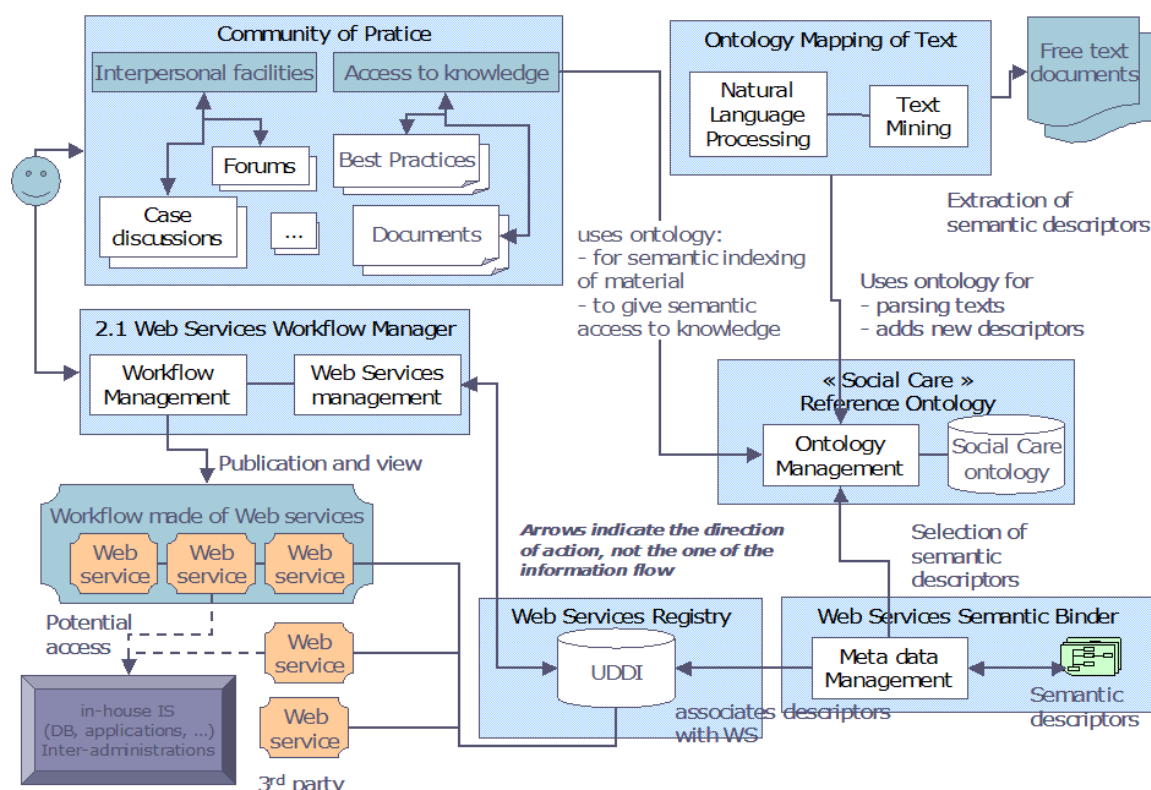 Community of Pratice
Interpersonal facilities
Access to knowledge
Forums
Best Practices
Case
discussions
...
Documents
Ontology Mapping of Text
Natural
Language
Processing
Text
Mining
Free text
documents
Extraction of
semantic descriptors
uses ontology:
- for semantic indexing
of material
- to give semantic
access to knowledge
Uses ontology for
- parsing texts
- adds new descriptors
2.1 Web Services Workflow Manager
Workflow
Management
Web Services
management
« Social Care »
Reference Ontology
Ontology
Management
Social Care
ontology
Publication and view
Workflow made of Web services
Web
service
Web
service
Web
service
Arrows indicate the direction
of action, not the one of the
information flow
Selection of
semantic
descriptors
Potential
access
Web
service
Web
service
3rd party
in-house IS
(DB, applications, ...)
Inter-administrations
Web Services Registry
UDDI
associates descriptors
with WS
Web Services Semantic Binder
Meta data
Management
Semantic
descriptors